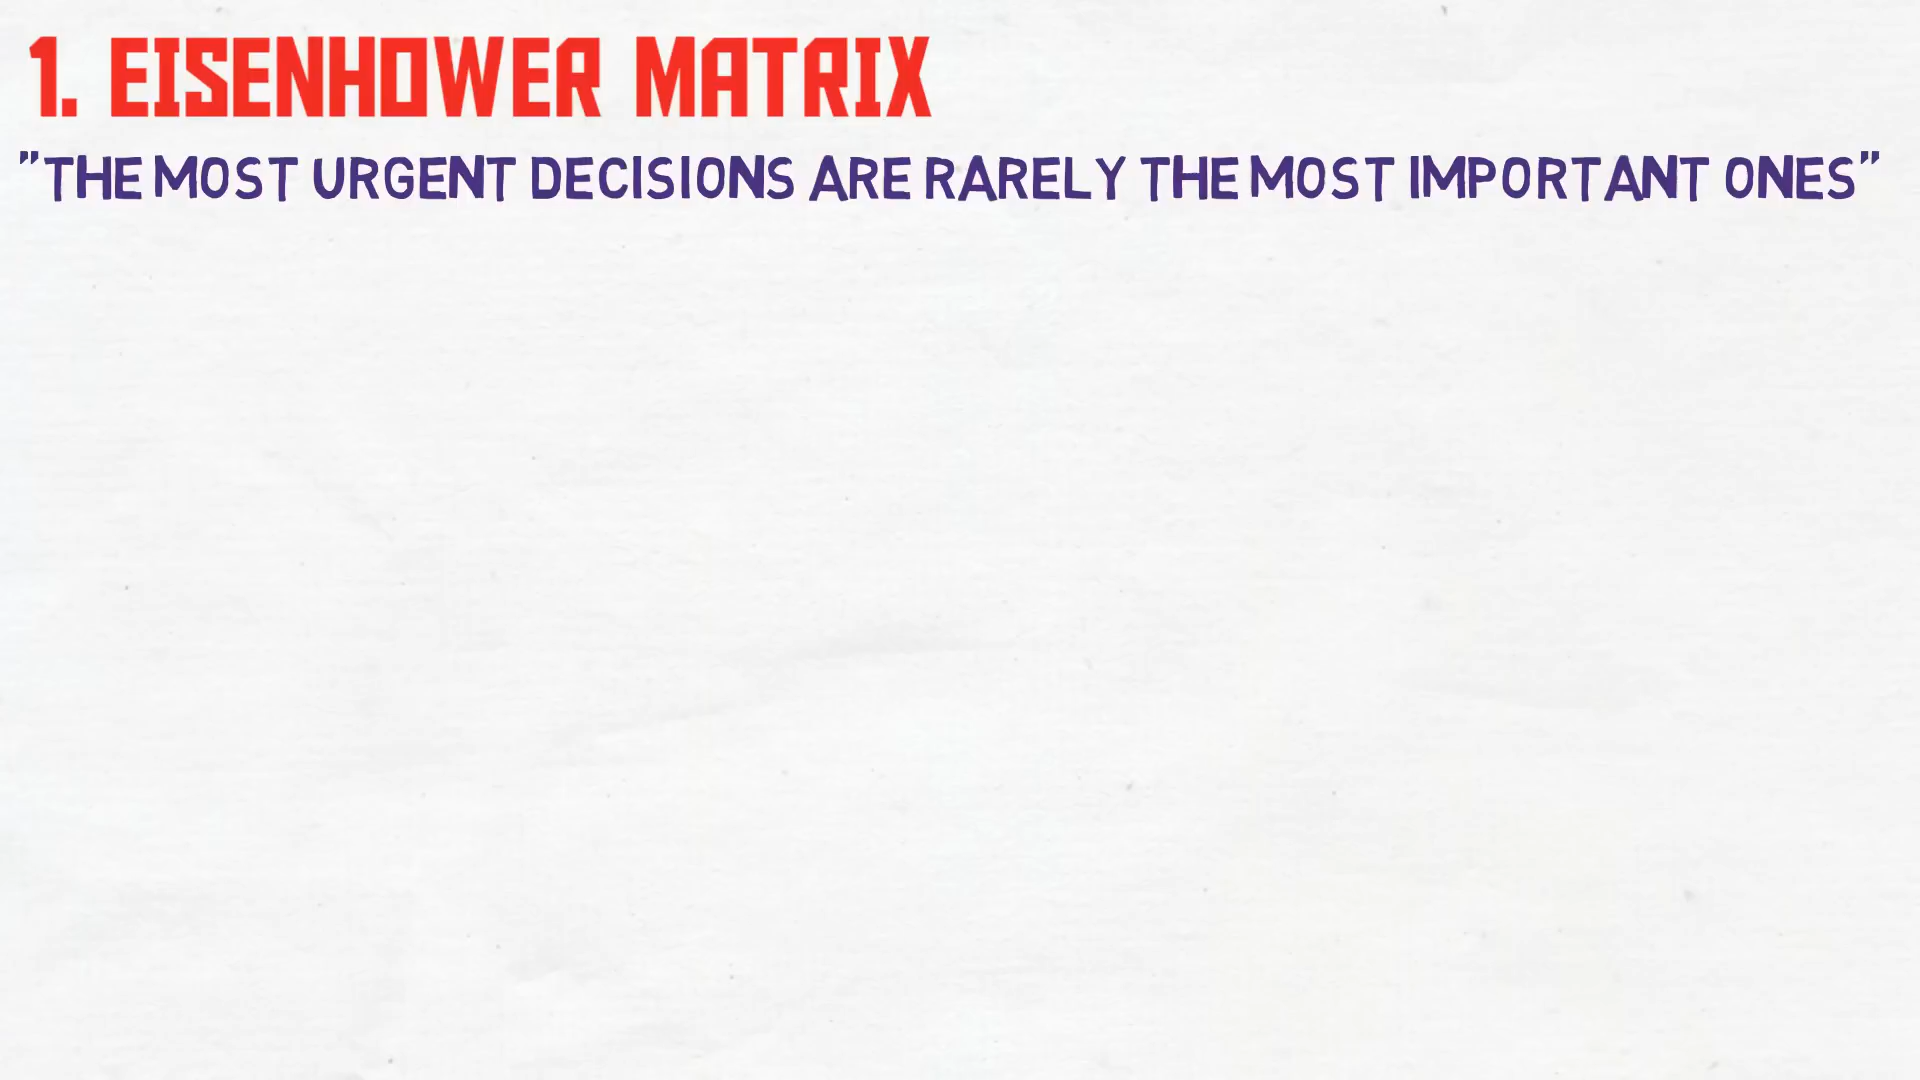 1. EISENHOWER MATRIX
"THE MOST URGENT DECISIONS ARE RARELY THE MOST IMPORTANT ONES"